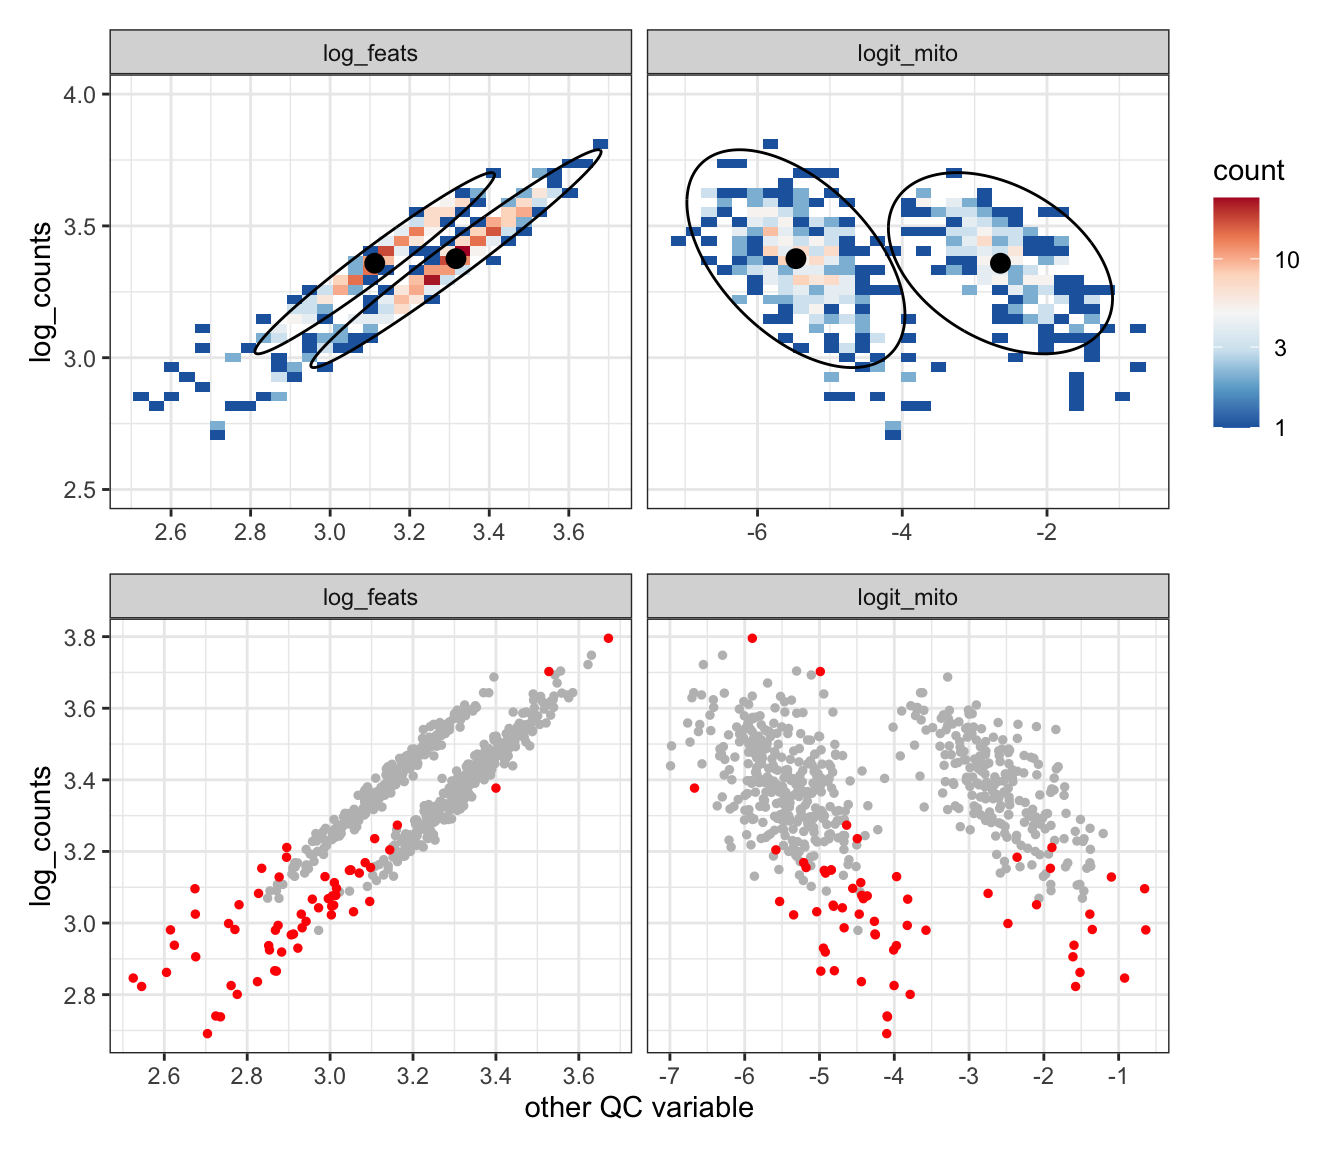 log_feats
logit_mito
4.0
3.5
3.0
2.5
log_counts
2.6 2.8 3.0 3.2 3.4 3.6
-6 -4 -2
count
10
3
1
log_feats
logit_mito
3.8
3.6
3.4
3.2
3.0
2.8
log_counts
2.6 2.8 3.0 3.2 3.4 3.6
-7 -6 -5 -4 -3 -2 -1
other QC variable